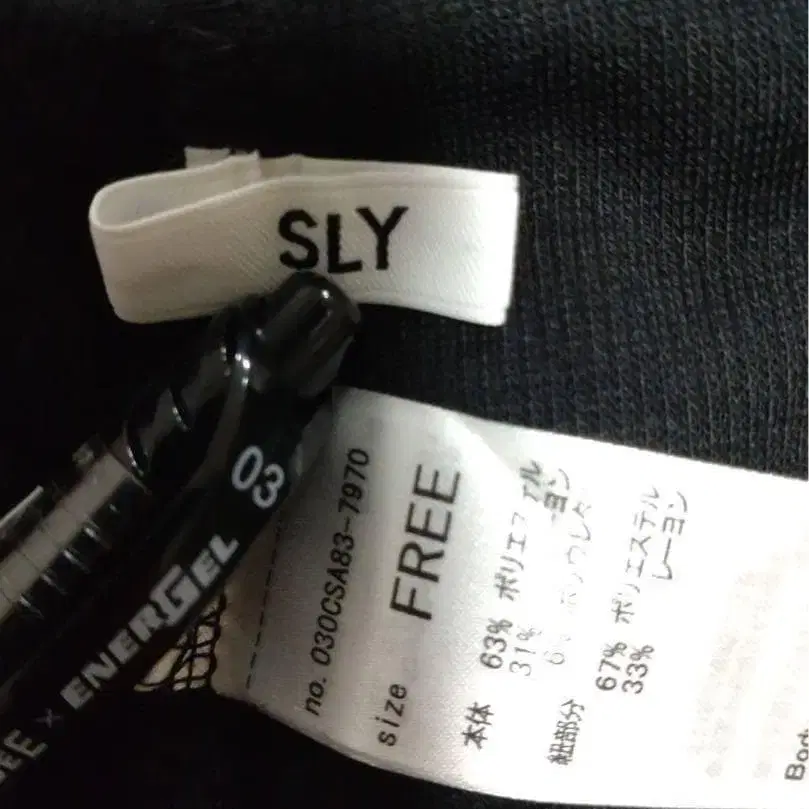 SLY
03
ENERGEL
×
no. 030CSA83-7970
size FREE
本体 63% ポリエステル
31% レーヨン
6% ポリウレタン
紐部分 67% ポリエステル
33% レーヨン